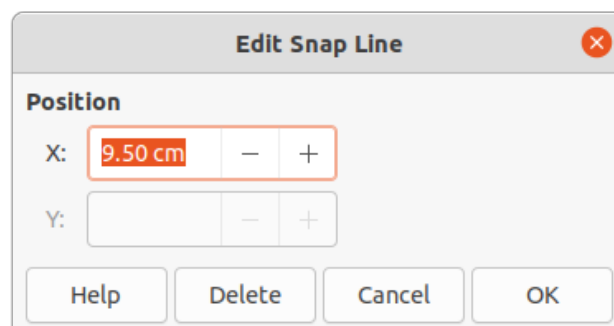 Edit Snap Line
Position
X: 9.50 cm − +
Y: − +
Help Delete Cancel OK